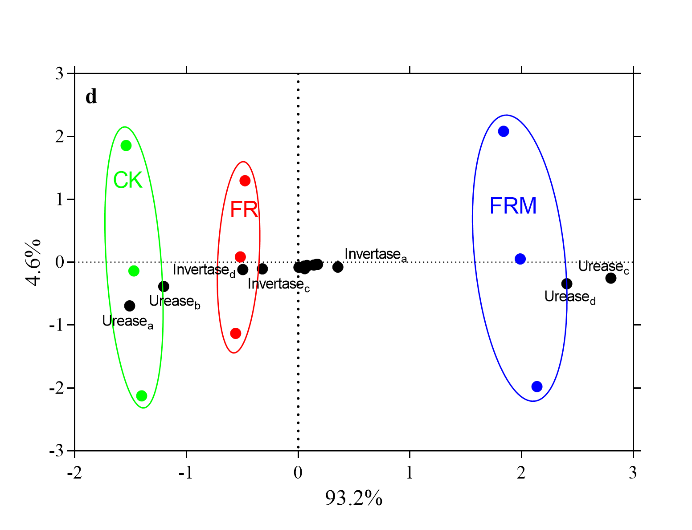 3
d
2
CK
1
FR
FRM
0
Invertase_a
Invertase_d
Urease_c
Invertase_c
Urease_d
Urease_b
Urease_a
-1
-2
-3
-2
-1
0
1
2
3
4.6%
93.2%